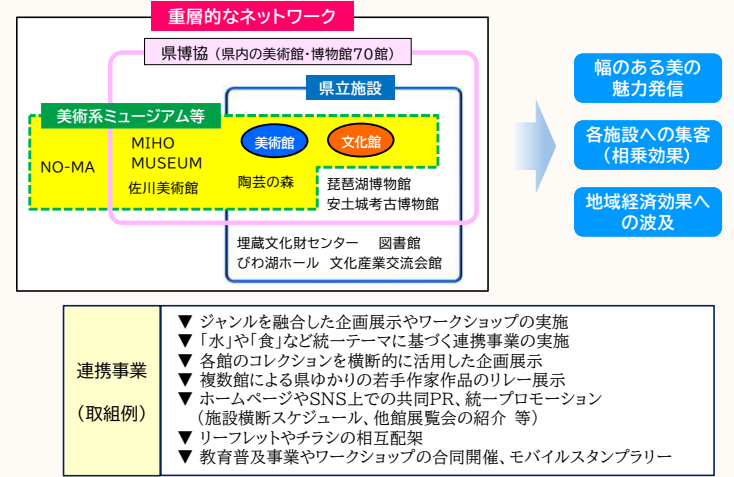 重層的なネットワーク
県博協（県内の美術館・博物館７０館）
県立施設
美術系ミュージアム等
美術館
文化館
NO-MA
MIHO
MUSEUM
佐川美術館
陶芸の森
琵琶湖博物館
安土城考古博物館
埋蔵文化財センター　図書館
びわ湖ホール　文化産業交流会館
幅のある美の
魅力発信
各施設への集客
（相乗効果）
地域経済効果へ
の波及
連携事業
（取組例）
▼ ジャンルを融合した企画展示やワークショップの実施
▼ 「水」や「食」など統一テーマに基づく連携事業の実施
▼ 各館のコレクションを横断的に活用した企画展示
▼ 複数館による県ゆかりの若手作家作品のリレー展示
▼ ホームページやSNS上での共同PR、統一プロモーション
（施設横断スケジュール、他館展覧会の紹介 等）
▼ リーフレットやチラシの相互配架
▼ 教育普及事業やワークショップの合同開催、モバイルスタンプラリー